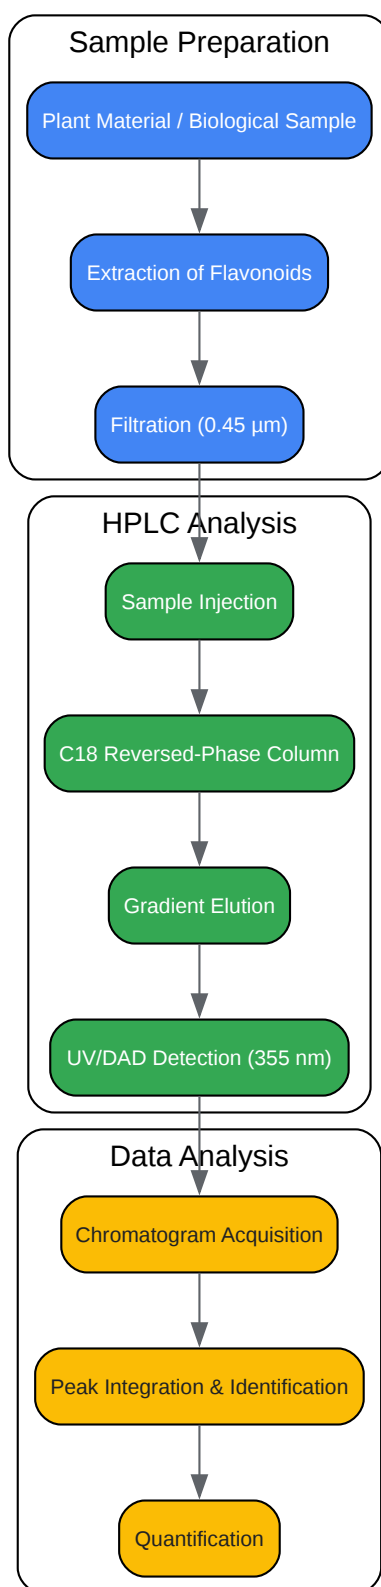 Sample Preparation
Plant Material / Biological Sample
Extraction of Flavonoids
Filtration (0.45 µm)
HPLC Analysis
Sample Injection
C18 Reversed-Phase Column
Gradient Elution
UV/DAD Detection (355 nm)
Data Analysis
Chromatogram Acquisition
Peak Integration & Identification
Quantification